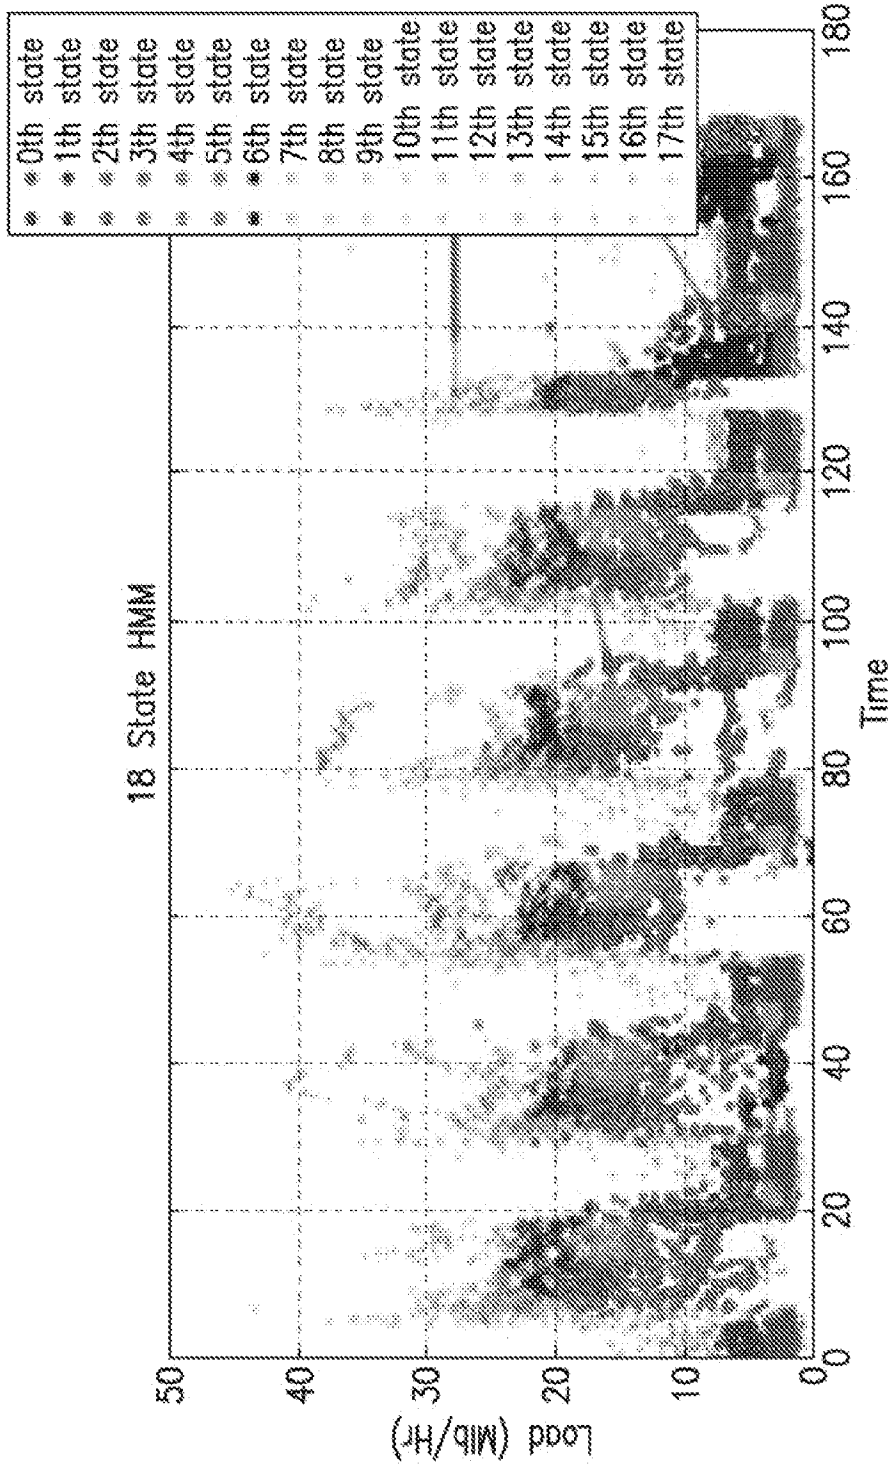 18 State HMM
0th state
1th state
2th state
3th state
4th state
5th state
6th state
7th state
8th state
9th state
10th state
11th state
12th state
13th state
14th state
15th state
16th state
17th state
Load (Mlb/Hr)
50
40
30
20
10
0
0
20
40
60
80
100
120
140
160
180
Time